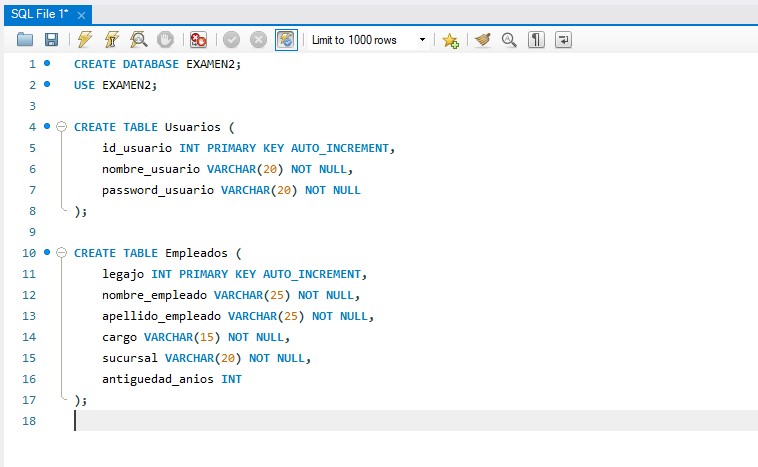 SQL File 1*
Limit to 1000 rows
1 CREATE DATABASE EXAMEN2;
2 USE EXAMEN2;
3
4 CREATE TABLE Usuarios (
5 id_usuario INT PRIMARY KEY AUTO_INCREMENT,
6 nombre_usuario VARCHAR(20) NOT NULL,
7 password_usuario VARCHAR(20) NOT NULL
8 );
9
10 CREATE TABLE Empleados (
11 legajo INT PRIMARY KEY AUTO_INCREMENT,
12 nombre_empleado VARCHAR(25) NOT NULL,
13 apellido_empleado VARCHAR(25) NOT NULL,
14 cargo VARCHAR(15) NOT NULL,
15 sucursal VARCHAR(20) NOT NULL,
16 antiguedad_anios INT
17 );
18